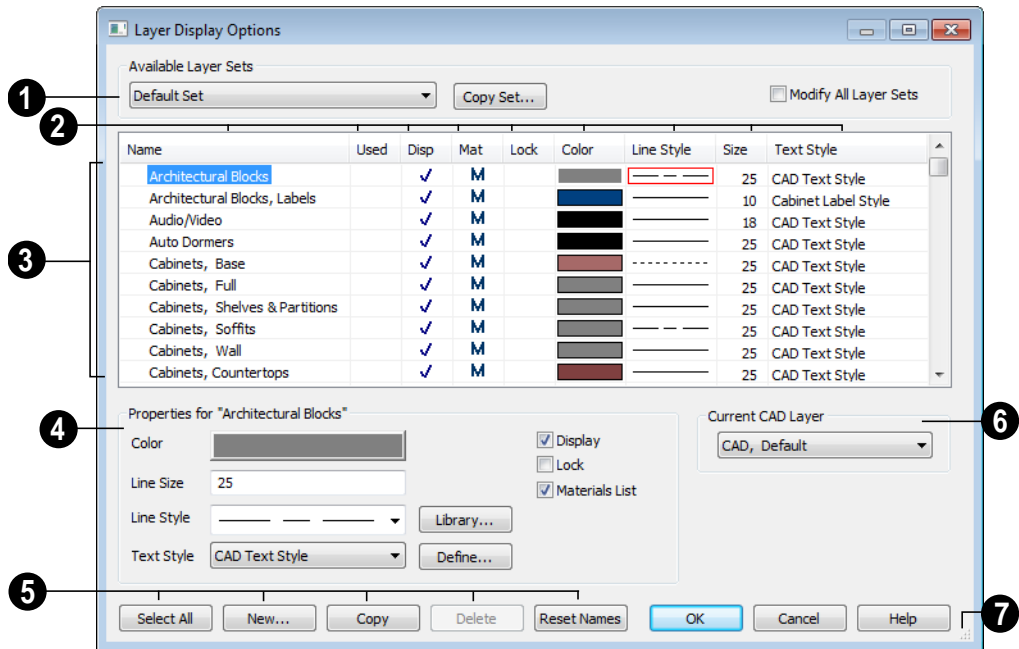 Layer Display Options
Available Layer Sets
1
Default Set
Copy Set...
Modify All Layer Sets
2
Name Used Disp Mat Lock Color Line Style Size Text Style
Architectural Blocks M 25 CAD Text Style
Architectural Blocks, Labels M 10 Cabinet Label Style
Audio/Video M 18 CAD Text Style
Auto Dormers M 25 CAD Text Style
3
Cabinets, Base M 25 CAD Text Style
Cabinets, Full M 25 CAD Text Style
Cabinets, Shelves & Partitions M 25 CAD Text Style
Cabinets, Soffits M 25 CAD Text Style
Cabinets, Wall M 25 CAD Text Style
Cabinets, Countertops M 25 CAD Text Style
4
Properties for "Architectural Blocks"
Color
Line Size 25
Line Style
Library...
Text Style CAD Text Style
Define...
Display
Lock
Materials List
Current CAD Layer
6
CAD, Default
5
Select All New... Copy Delete Reset Names OK Cancel Help
7